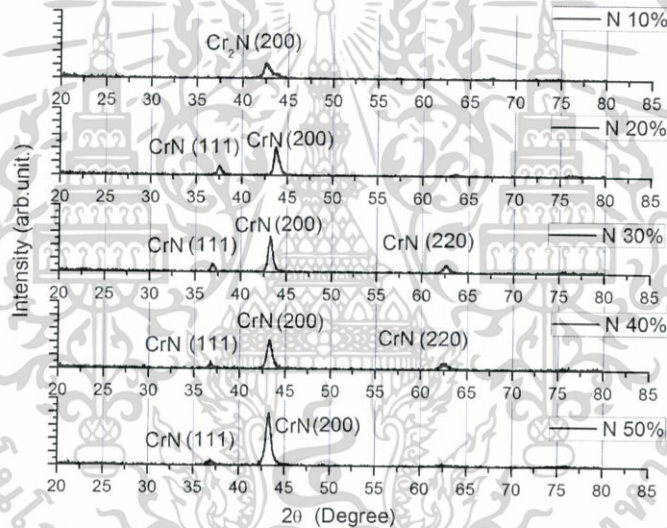 N 10%
Cr₂N (200)
20 25 30 35 40 45 50 55 60 65 70 75 80 85
N 20%
CrN (111) CrN (200)
20 25 30 35 40 45 50 55 60 65 70 75 80 85
N 30%
CrN (200)
CrN (111) CrN (220)
20 25 30 35 40 45 50 55 60 65 70 75 80 85
N 40%
CrN (200)
CrN (111) CrN (220)
20 25 30 35 40 45 50 55 60 65 70 75 80 85
N 50%
CrN (111) CrN (200)
20 25 30 35 40 45 50 55 60 65 70 75 80 85
2θ (Degree)
Intensity (arb.unit.)